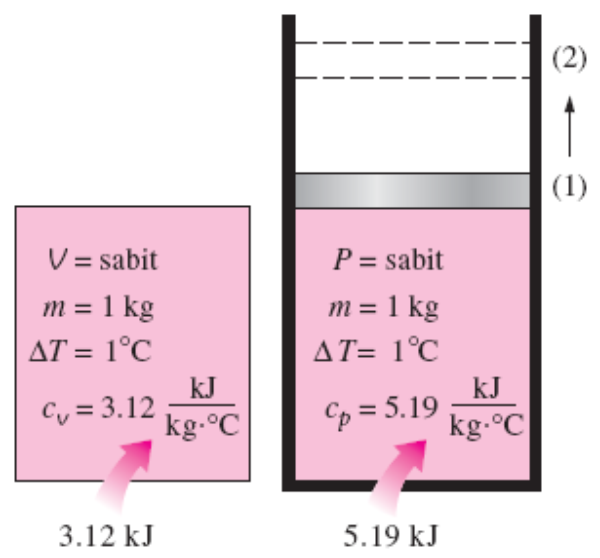 V = sabit
m = 1 kg
ΔT = 1°C
c_v = 3.12 kJ/kg·°C
3.12 kJ
(2)
(1)
P = sabit
m = 1 kg
ΔT= 1°C
c_p = 5.19 kJ/kg·°C
5.19 kJ